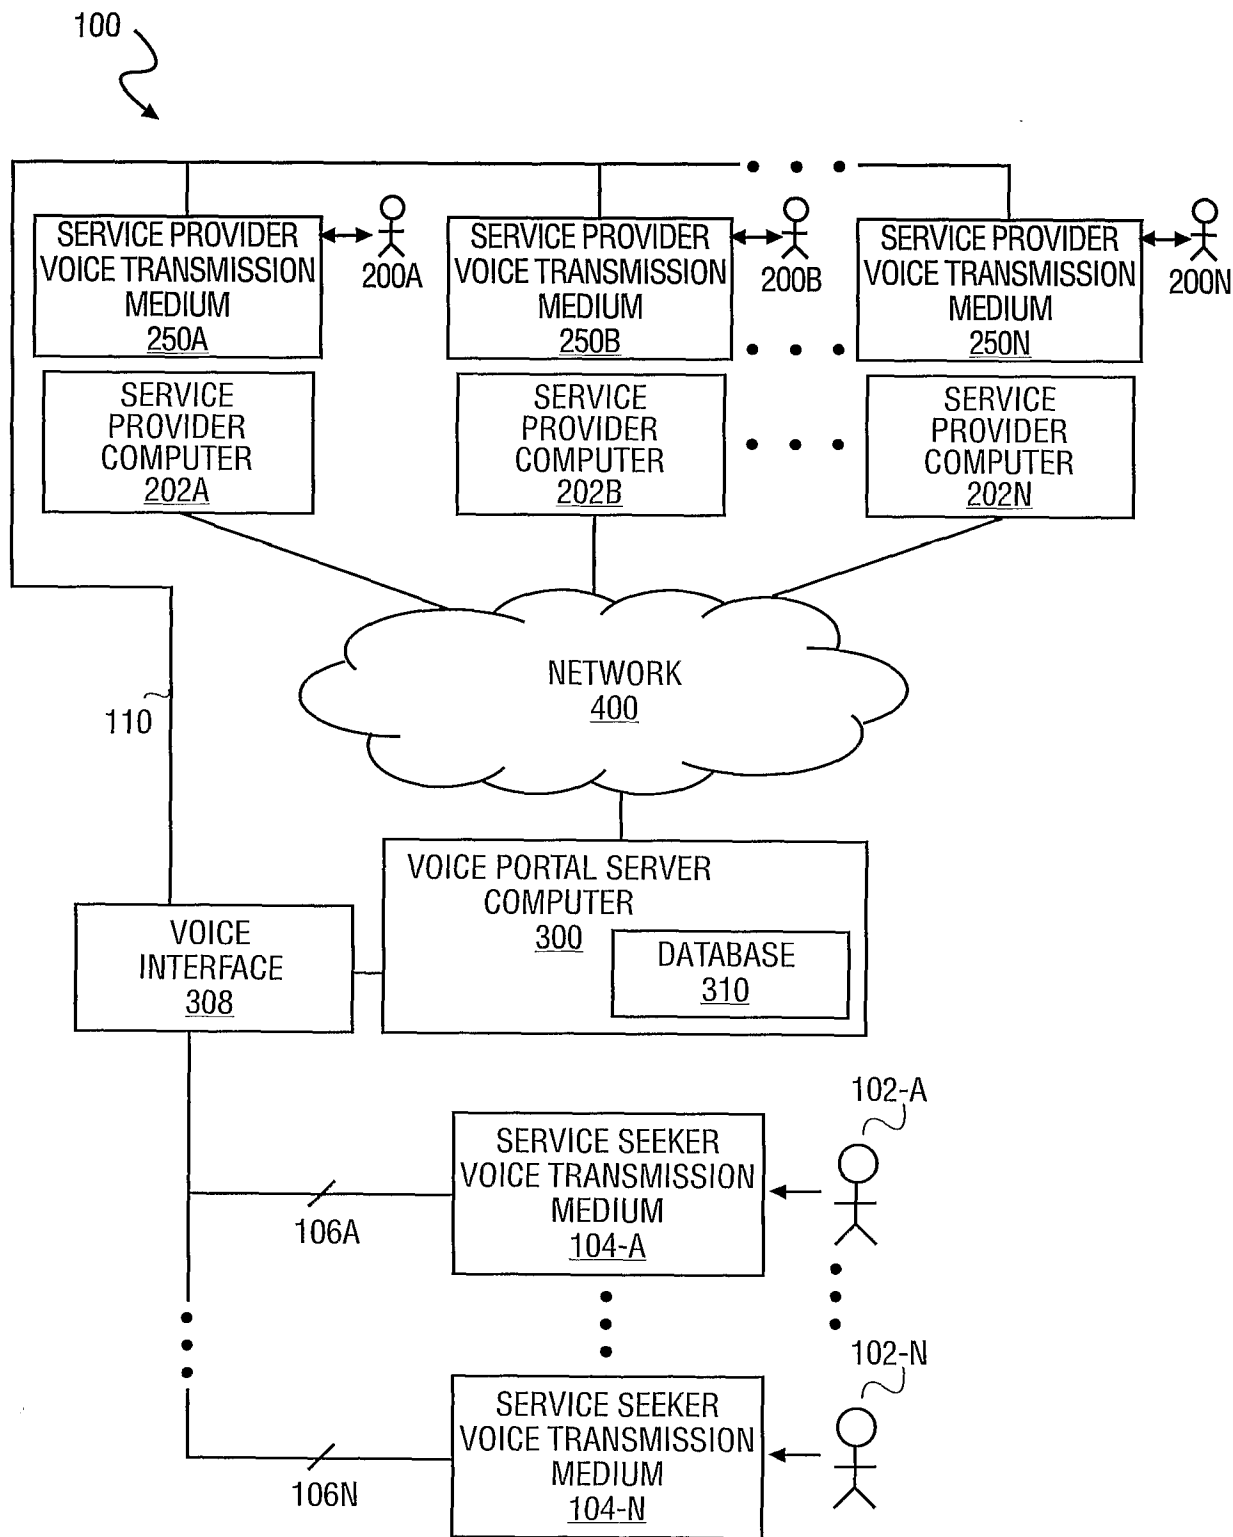 100
SERVICE PROVIDER
VOICE TRANSMISSION
MEDIUM
250A
200A
SERVICE PROVIDER
VOICE TRANSMISSION
MEDIUM
250B
200B
SERVICE PROVIDER
VOICE TRANSMISSION
MEDIUM
250N
200N
SERVICE
PROVIDER
COMPUTER
202A
SERVICE
PROVIDER
COMPUTER
202B
SERVICE
PROVIDER
COMPUTER
202N
NETWORK
400
110
VOICE PORTAL SERVER
COMPUTER
300
DATABASE
310
VOICE
INTERFACE
308
102-A
SERVICE SEEKER
VOICE TRANSMISSION
MEDIUM
104-A
106A
102-N
SERVICE SEEKER
VOICE TRANSMISSION
MEDIUM
104-N
106N